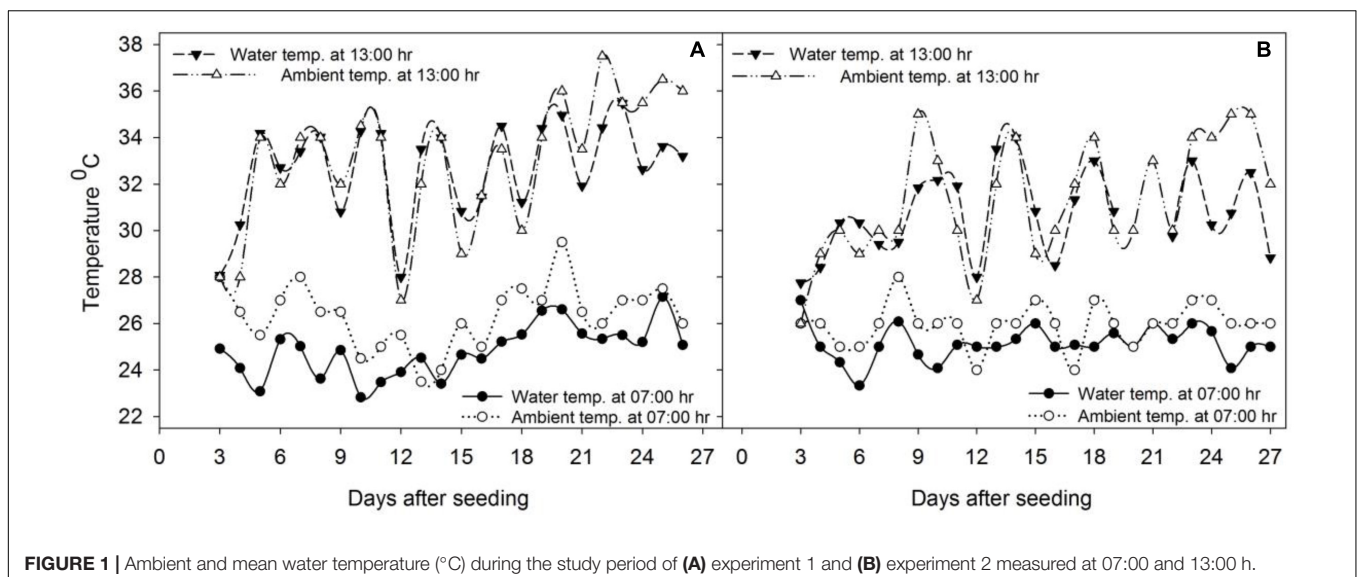 Water temp. at 13:00 hr
Ambient temp. at 13:00 hr
A
Water temp. at 13:00 hr
Ambient temp. at 13:00 hr
B
Temperature ⁰C
38
36
34
32
30
28
26
24
22
Water temp. at 07:00 hr
Ambient temp. at 07:00 hr
Water temp. at 07:00 hr
Ambient temp. at 07:00 hr
0 3 6 9 12 15 18 21 24 27
0 3 6 9 12 15 18 21 24 27
Days after seeding
Days after seeding
FIGURE 1 | Ambient and mean water temperature (°C) during the study period of (A) experiment 1 and (B) experiment 2 measured at 07:00 and 13:00 h.